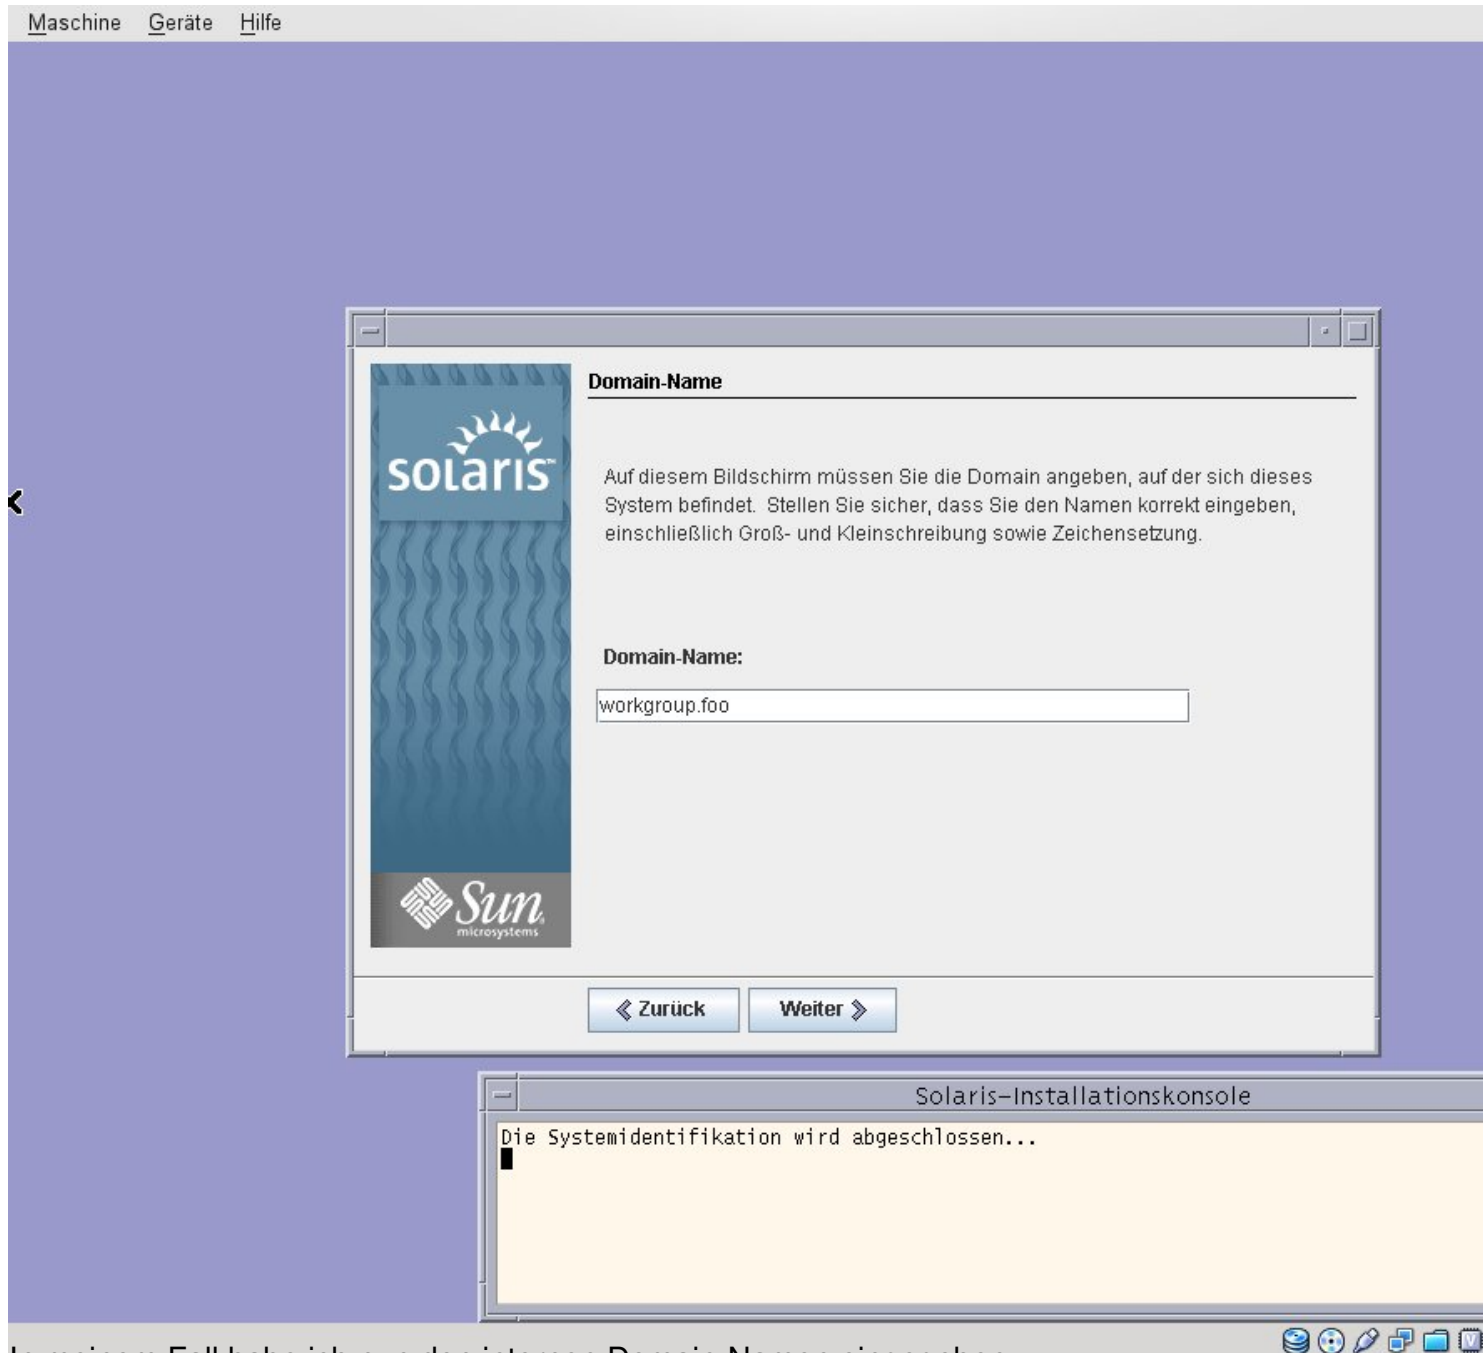 Maschine Geräte Hilfe
Domain-Name
solaris™
Auf diesem Bildschirm müssen Sie die Domain angeben, auf der sich dieses
System befindet. Stellen Sie sicher, dass Sie den Namen korrekt eingeben,
einschließlich Groß- und Kleinschreibung sowie Zeichensetzung.
Domain-Name:
workgroup.foo
Sun
microsystems
Zurück Weiter
Solaris-Installationskonsole
Die Systemidentifikation wird abgeschlossen...